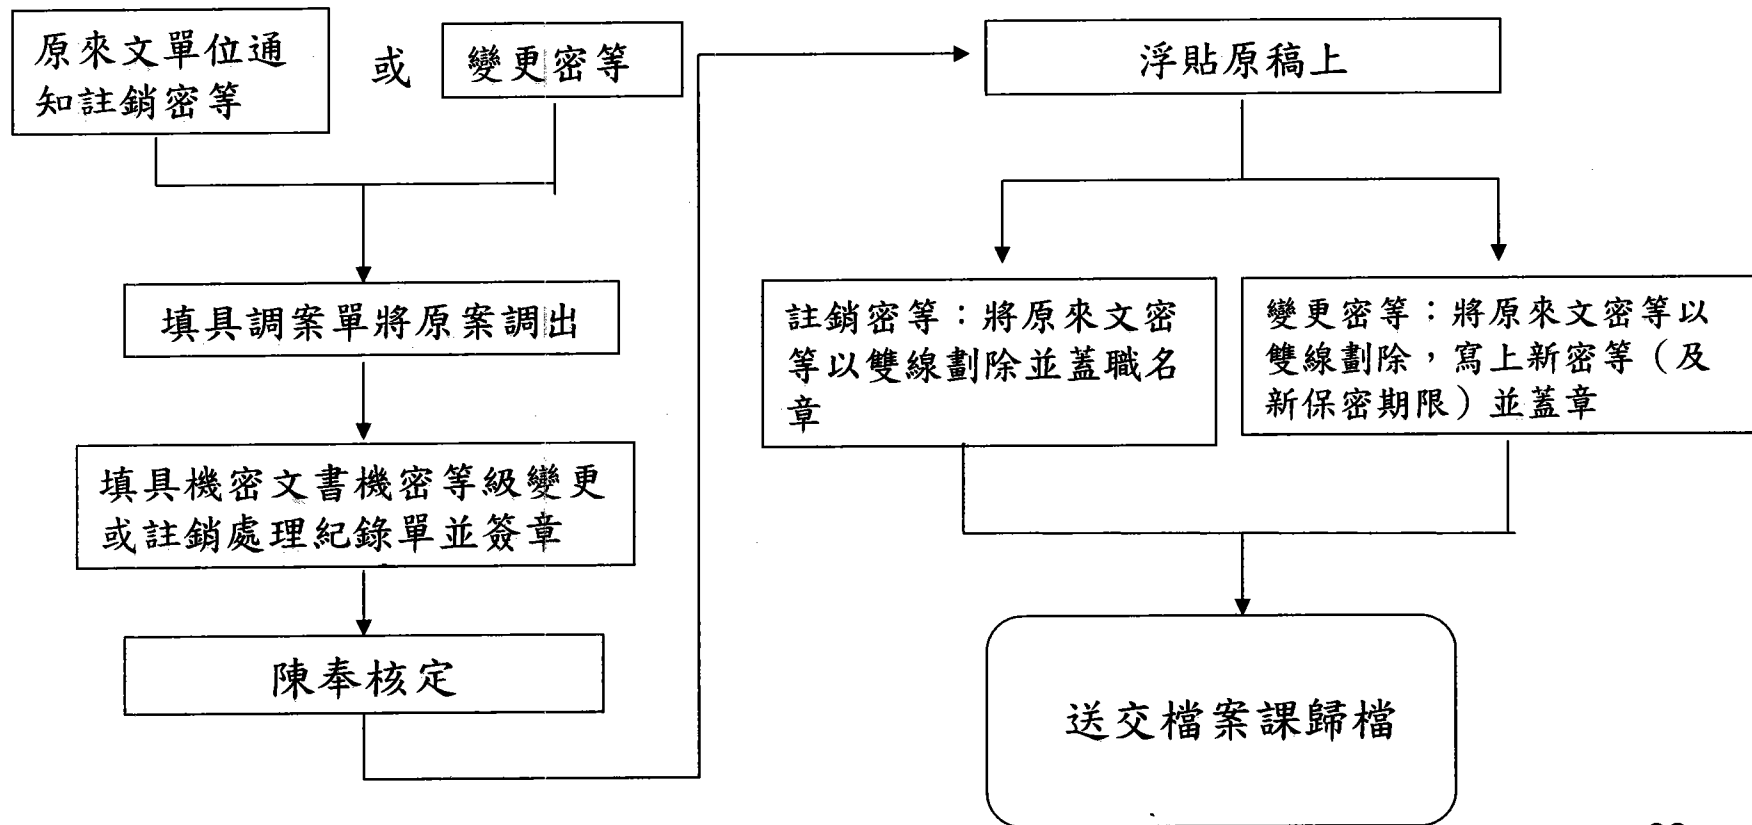 原來文單位通
知註銷密等
或
變更密等
填具調案單將原案調出
填具機密文書機密等級變更
或註銷處理紀錄單並簽章
陳奉核定
浮貼原稿上
註銷密等：將原來文密
等以雙線劃除並蓋職名
章
變更密等：將原來文密等以
雙線劃除，寫上新密等（及
新保密期限）並蓋章
送交檔案課歸檔